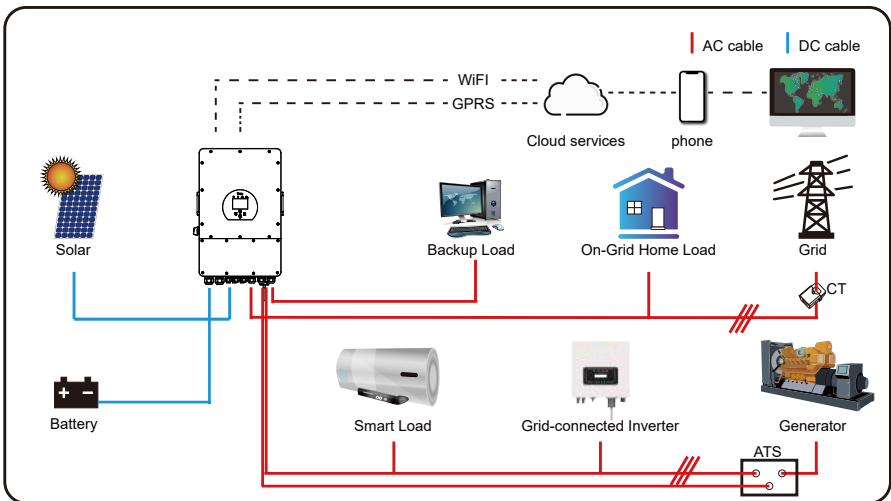 AC cable
DC cable
WiFI
GPRS
Cloud services
phone
Solar
Backup Load
On-Grid Home Load
Grid
CT
Battery
Smart Load
Grid-connected Inverter
Generator
ATS